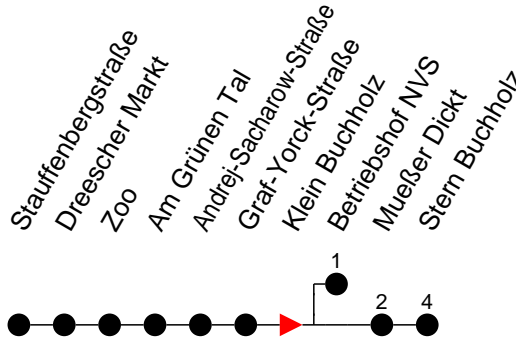 Stauffenbergstraße
Dreescher Markt
Zoo
Am Grünen Tal
Andrej-Sacharow-Straße
Graf-Yorck-Straße
Klein Buchholz
Betriebshof NVS
Mueßer Dickt
Stern Buchholz
1
2 4